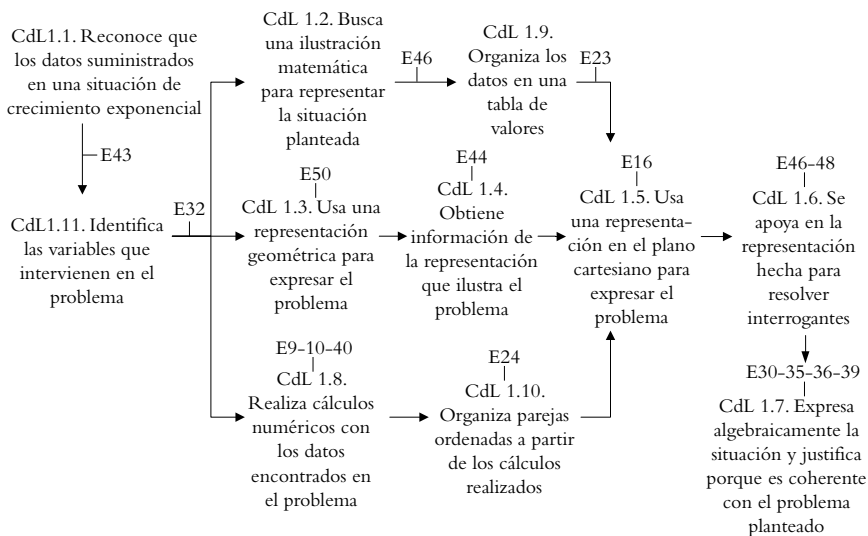 CdL1.1. Reconoce que
los datos suministrados
en una situación de
crecimiento exponencial
E43
CdL1.11. Identifica
las variables que
intervienen en el
problema
E32
CdL 1.2. Busca
una ilustración
matemática
para representar
la situación
planteada
E46
CdL 1.9.
Organiza los
datos en una
tabla de
valores
E23
E50
CdL 1.3. Usa una
representación
geométrica para
expresar el
problema
E44
CdL 1.4.
Obtiene
información de
la representación
que ilustra el
problema
E9-10-40
CdL 1.8.
Realiza cálculos
numéricos con
los datos
encontrados en
el problema
E24
CdL 1.10.
Organiza parejas
ordenadas a partir
de los cálculos
realizados
E16
CdL 1.5. Usa
una representa-
ción en el plano
cartesiano para
expresar el
problema
E46-48
CdL 1.6. Se
apoya en la
representación
hecha para
resolver
interrogantes
E30-35-36-39
CdL 1.7. Expresa
algebraicamente la
situación y justifica
porque es coherente
con el problema
planteado